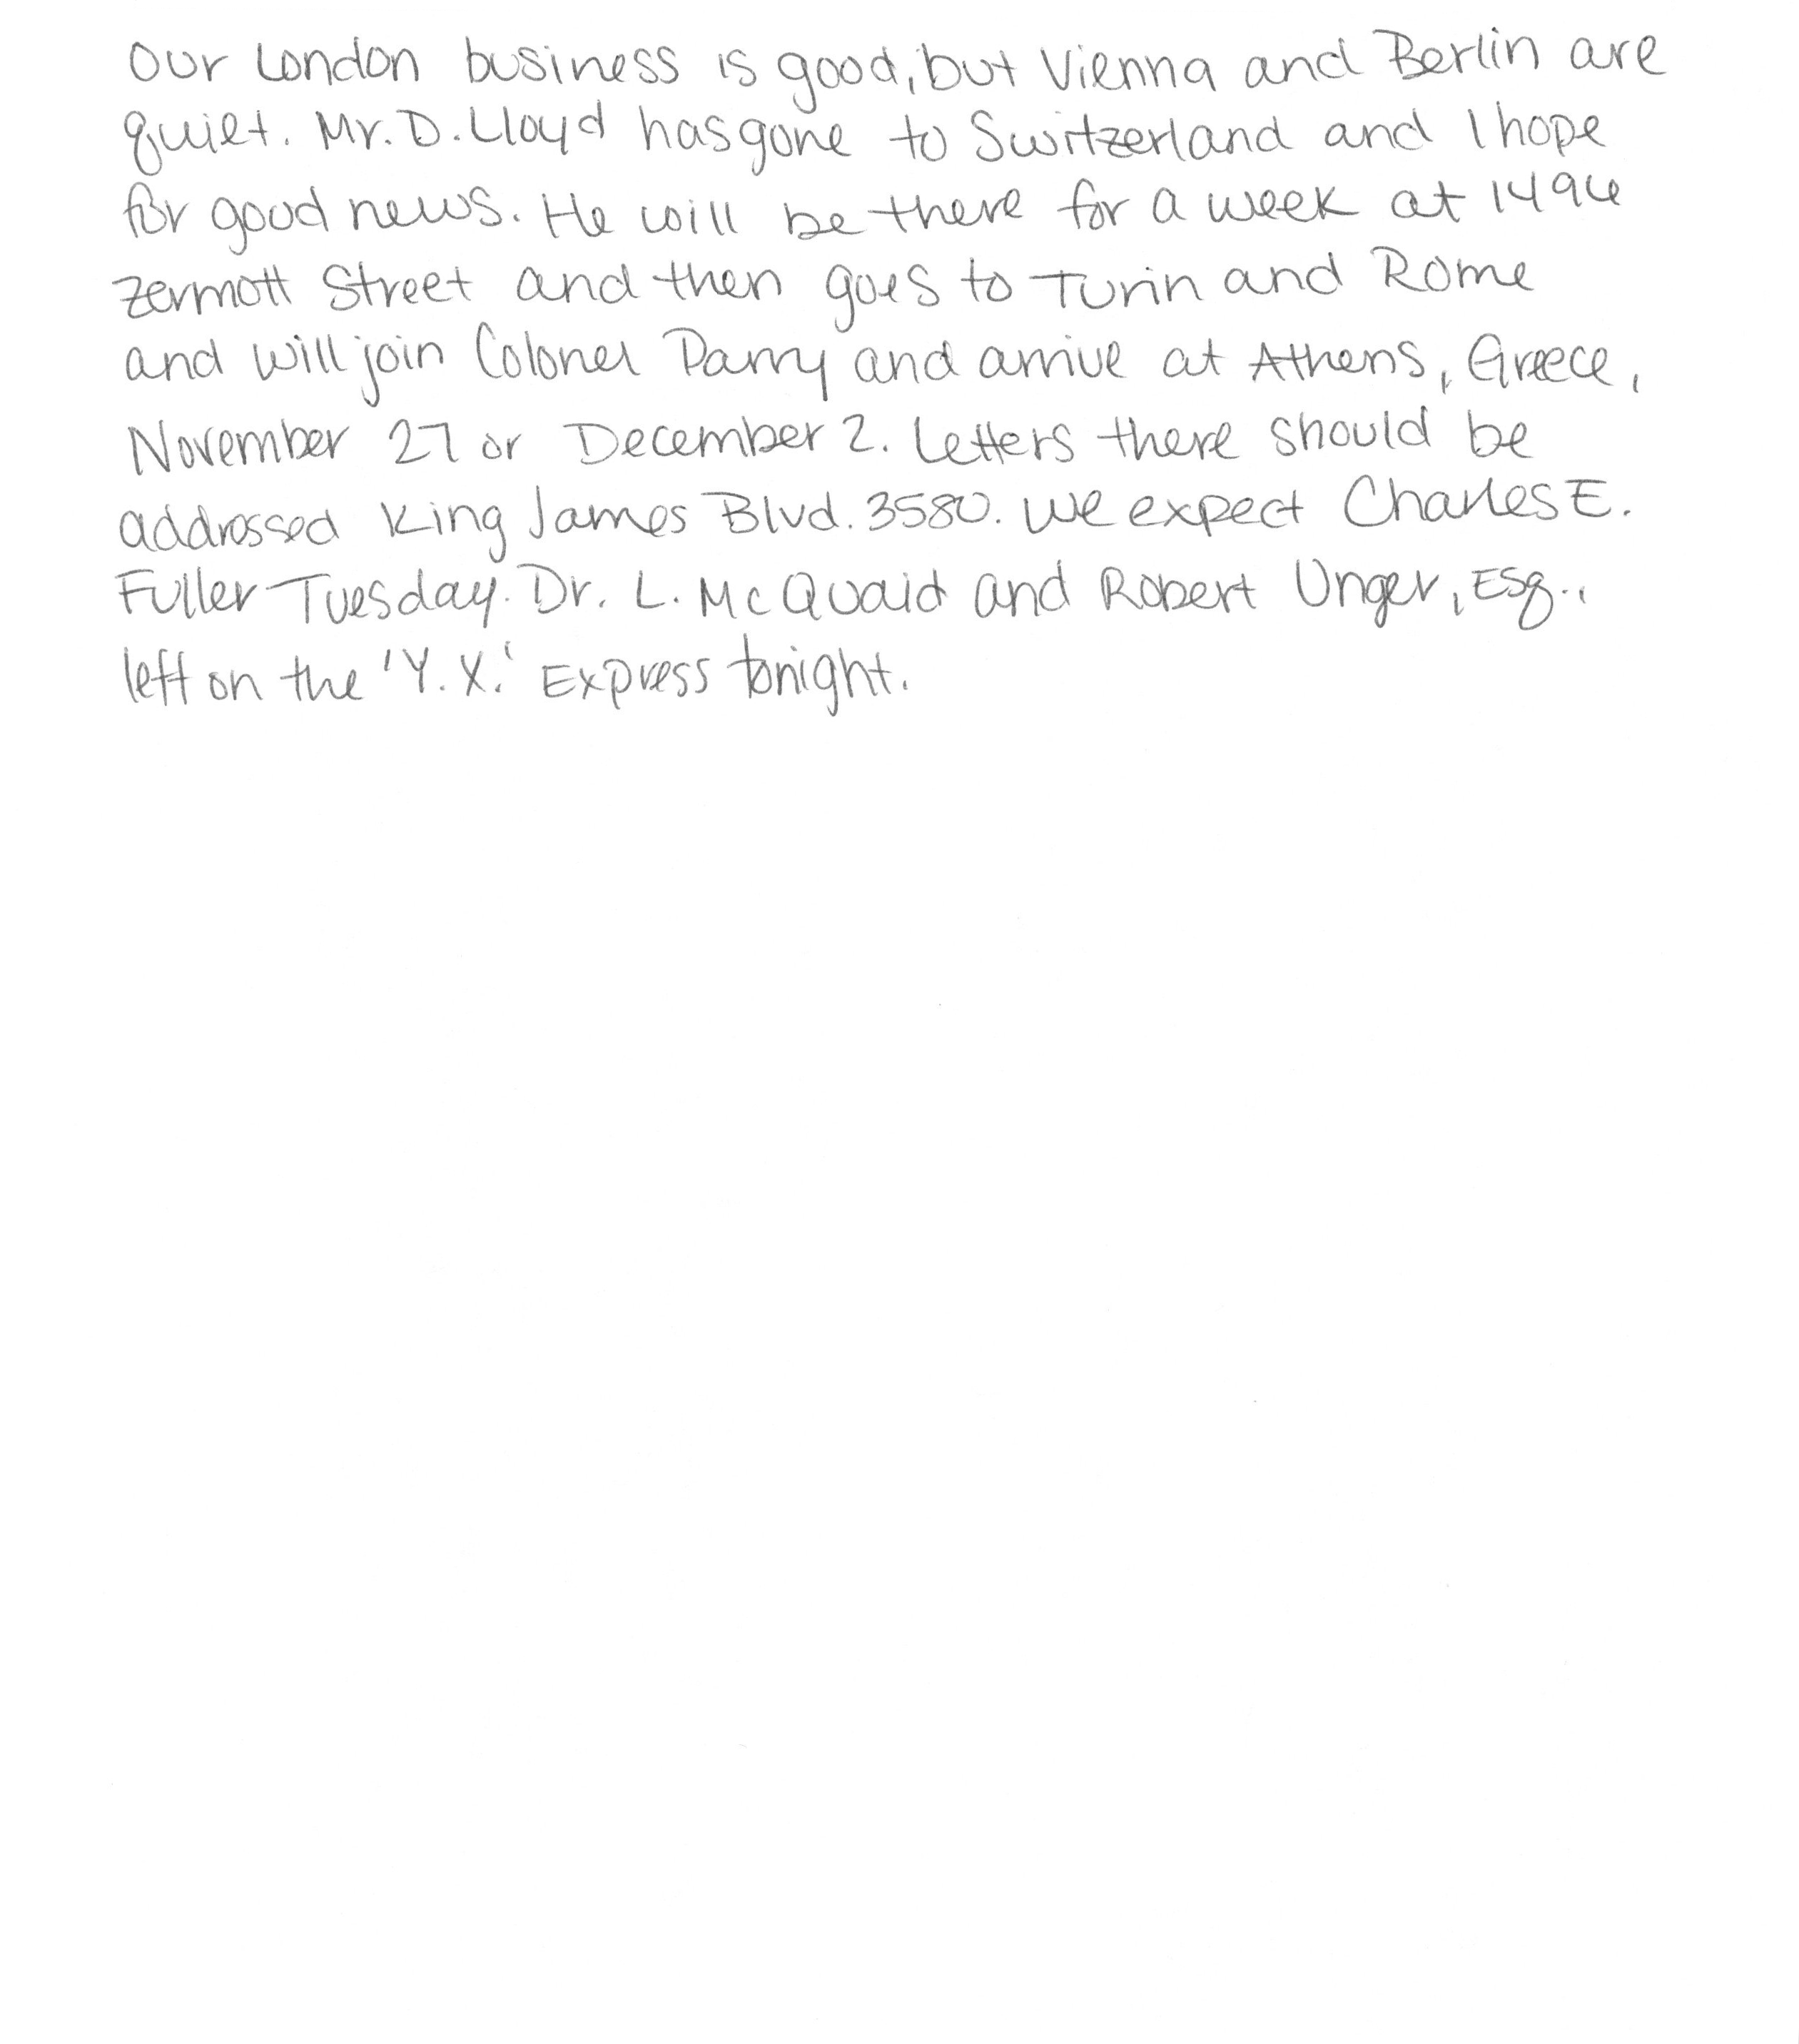 Our London business is good, but Vienna and Berlin are
quiet. Mr. D. Lloyd has gone to Switzerland and I hope
for good news. He will be there for a week at 1496
Zermott Street and then goes to Turin and Rome
and will join Colonel Parry and arrive at Athens, Greece,
November 27 or December 2. Letters there should be
addressed King James Blvd. 3580. We expect Charles E.
Fuller Tuesday. Dr. L. McQuaid and Robert Unger, Esq.,
left on the 'Y.X.' Express tonight.